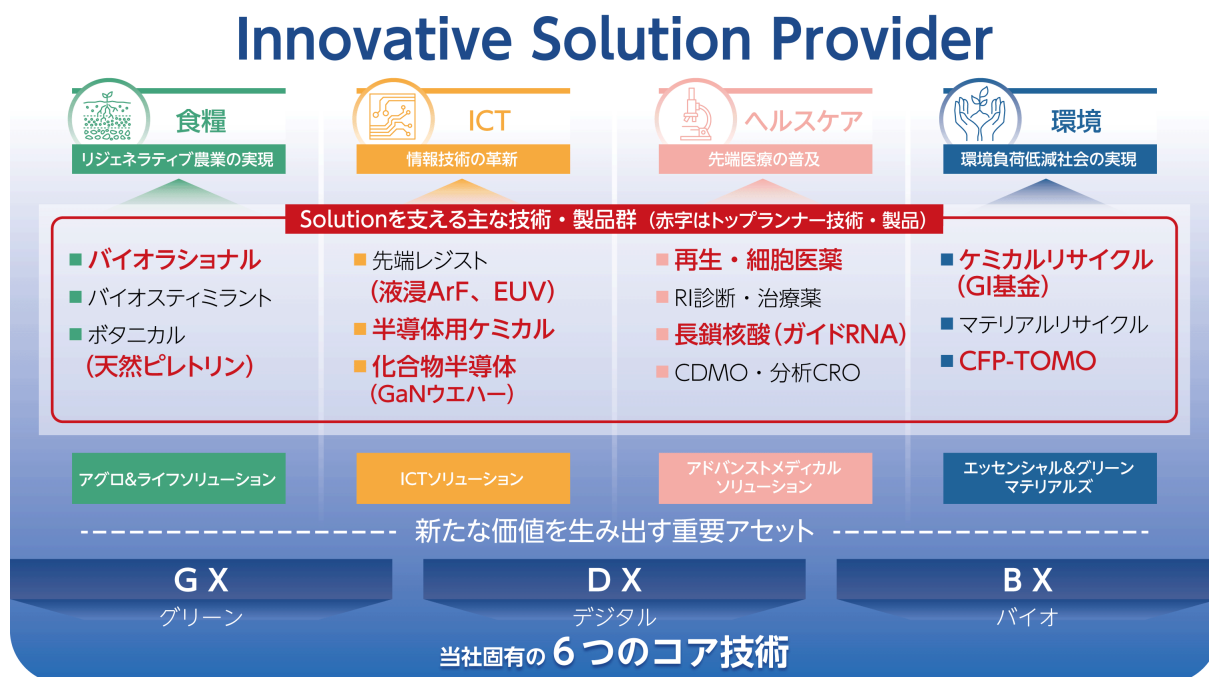 Innovative Solution Provider
食糧
リジェネラティブ農業の実現
ICT
情報技術の革新
ヘルスケア
先端医療の普及
環境
環境負荷低減社会の実現
Solutionを支える主な技術・製品群（赤字はトップランナー技術・製品）
バイオラショナル
バイオスティミラント
ボタニカル
（天然ピレトリン）
先端レジスト
（液浸ArF、EUV）
半導体用ケミカル
化合物半導体
（GaNウエハー）
再生・細胞医薬
RI診断・治療薬
長鎖核酸（ガイドRNA）
CDMO・分析CRO
ケミカルリサイクル
（GI基金）
マテリアルリサイクル
CFP-TOMO
アグロ&ライフソリューション
ICTソリューション
アドバンストメディカル
ソリューション
エッセンシャル&グリーン
マテリアルズ
新たな価値を生み出す重要アセット
GX
グリーン
DX
デジタル
BX
バイオ
当社固有の6つのコア技術